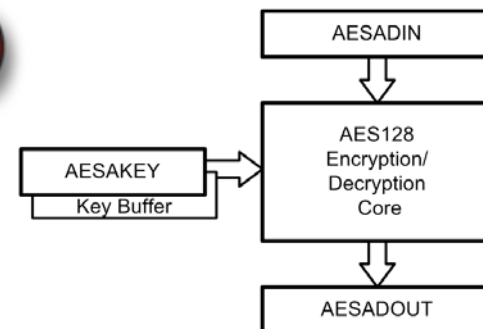 AESADIN
AES128
Encryption/
Decryption
Core
AESAKEY
Key Buffer
AESADOUT